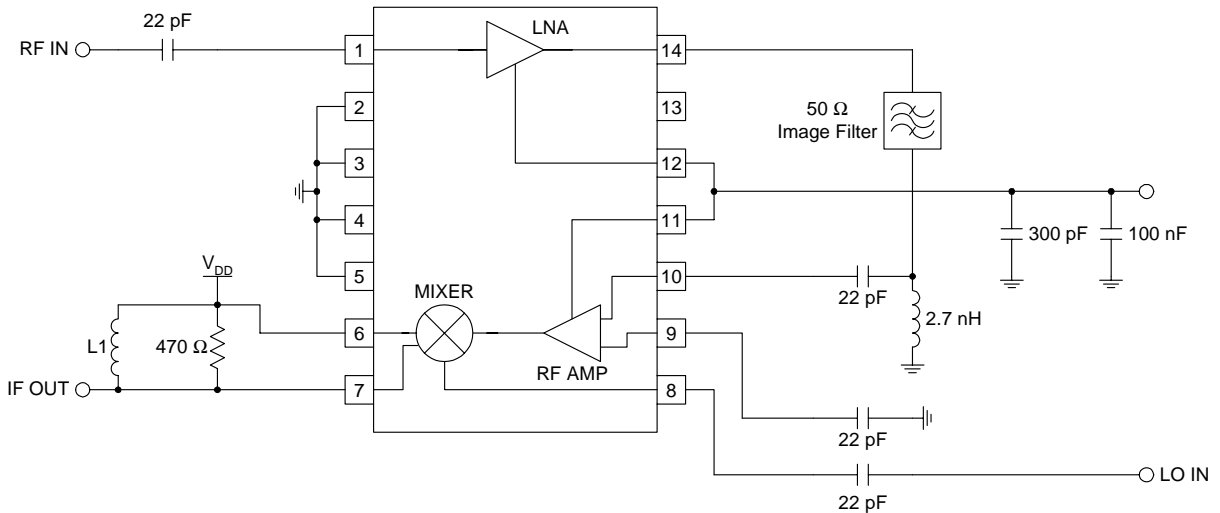 22 pF
RF IN
LNA
1
14
2
13
50 Ω
Image Filter
3
12
4
11
300 pF
100 nF
5
10
22 pF
VDD
MIXER
2.7 nH
L1
470 Ω
6
9
RF AMP
IF OUT
7
8
22 pF
22 pF
LO IN